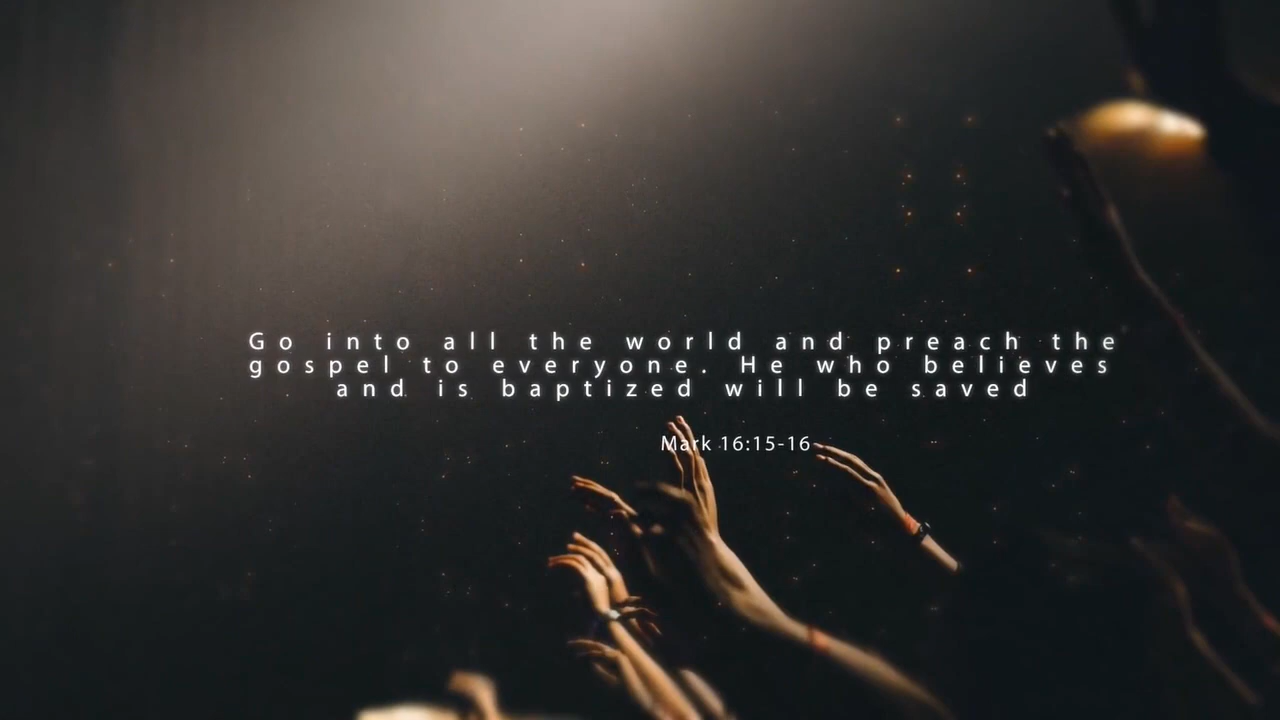 Go into all the world and preach the
gospel to everyone. He who believes
and is baptized will be saved
Mark 16:15-16